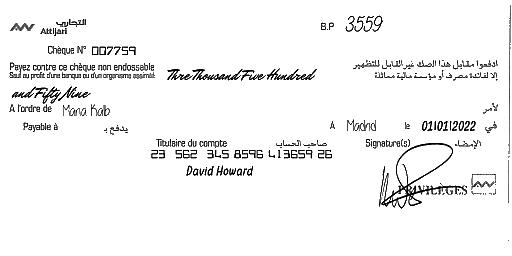 التجاري
Attijari
B.P 3559
Chèque N° 007759
Payez contre ce chèque non endossable
Sauf au profit d'une banque ou d'un organisme assimilé
Three Thousand Five Hundred
ادفعوا مقابل هذا الصك غير القابل للتظهير
إلا لفائدة مصرف أو مؤسسة مالية مماثلة
and Fifty Nine
A l'ordre de Mana Kalb
لأمر
Payable à يدفع بـ
A Madrid le 01/01/2022 في
Titulaire du compte صاحب الحساب
Signature(s) الإمضاء
23 562 345 8596 413659 26
David Howard
PRIVILÈGES